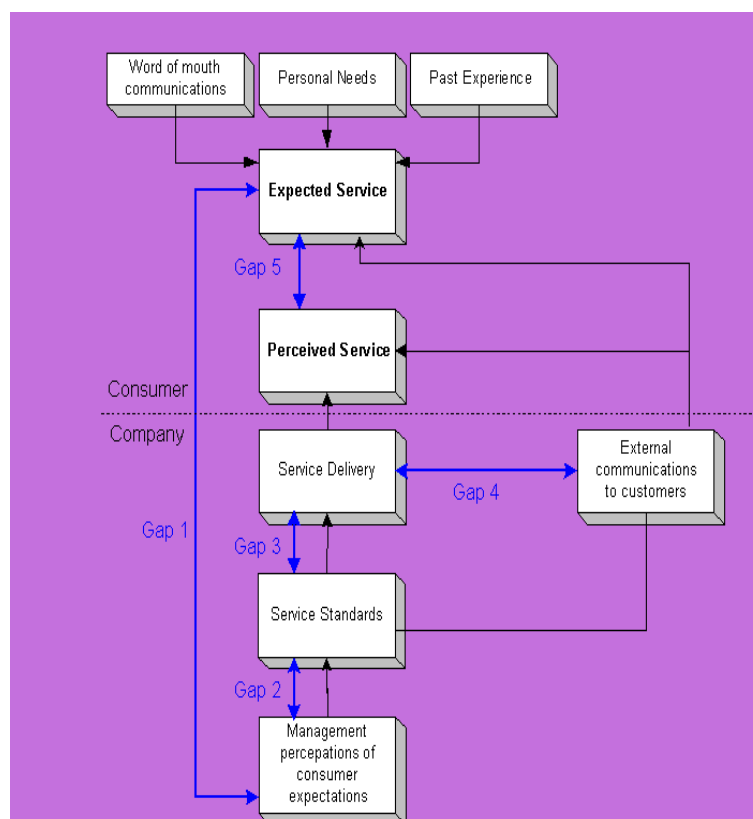 Word of mouth
communications
Personal Needs
Past Experience
Expected Service
Gap 5
Perceived Service
Consumer
Company
Service Delivery
Gap 4
External
communications
to customers
Gap 1
Gap 3
Service Standards
Gap 2
Management
percepations of
consumer
expectations